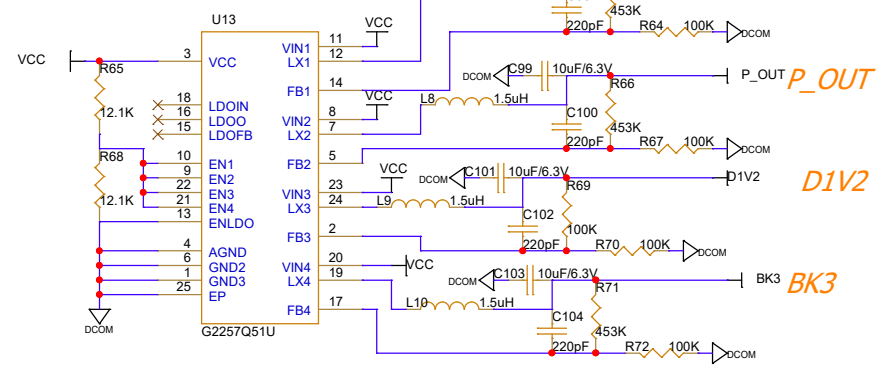 U13
VCC
453K
220pF
R64 100K
DCOM
VCC
3 VCC
VIN1 11
LX1 12
R65
12.1K
FB1 14
VCC
DCOM
C99 10uF/6.3V
P_OUT
P_OUT
R66
18 LDOIN
16 LDOO
15 LDOFB
VIN2 8
LX2 7
L8 1.5uH
C100
220pF
453K
R67 100K
DCOM
R68
12.1K
10 EN1
9 EN2
22 EN3
21 EN4
13 ENLDO
FB2 5
VCC
VIN3 23
LX3 24
DCOM
C101 10uF/6.3V
D1V2
D1V2
R69
L9 1.5uH
C102
220pF
100K
R70 100K
DCOM
FB3 2
4 AGND
6 GND2
1 GND3
25 EP
VIN4 20
VCC
LX4 19
DCOM
C103 10uF/6.3V
BK3
BK3
R71
L10 1.5uH
FB4 17
C104
220pF
453K
R72 100K
DCOM
DCOM
G2257Q51U